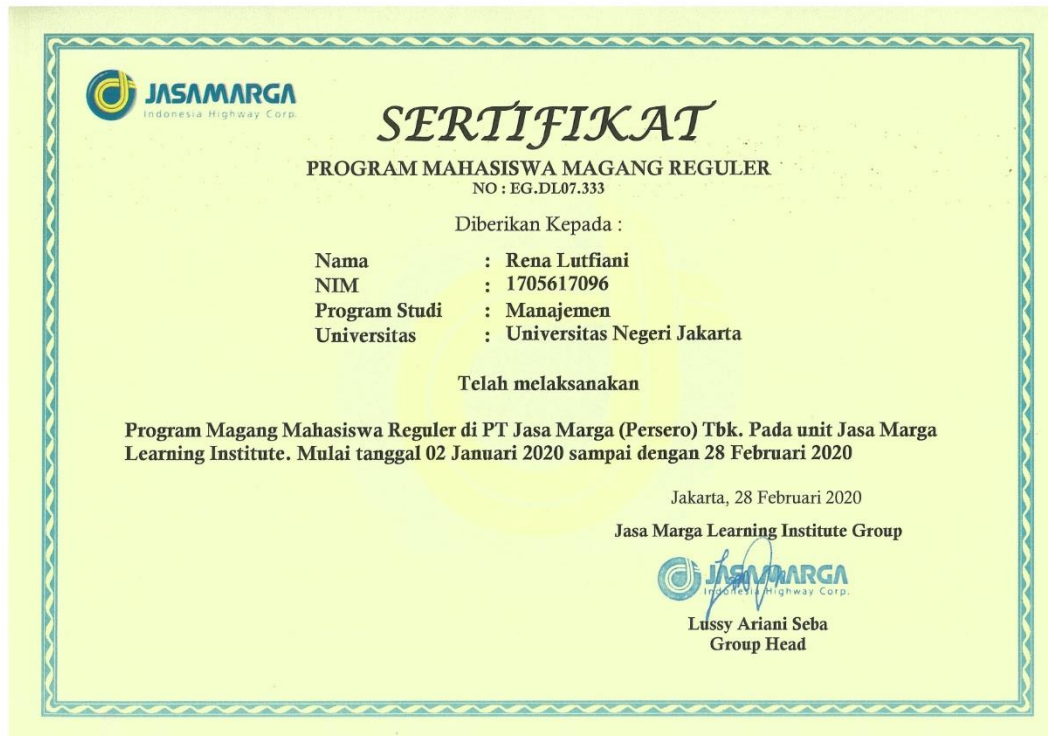 JASAMARGA
Indonesia Highway Corp.
SERTIFIKAT
PROGRAM MAHASISWA MAGANG REGULER
NO : EG.DL07.333
Diberikan Kepada :
Nama : Rena Lutfiani
NIM : 1705617096
Program Studi : Manajemen
Universitas : Universitas Negeri Jakarta
Telah melaksanakan
Program Magang Mahasiswa Reguler di PT Jasa Marga (Persero) Tbk. Pada unit Jasa Marga
Learning Institute. Mulai tanggal 02 Januari 2020 sampai dengan 28 Februari 2020
Jakarta, 28 Februari 2020
Jasa Marga Learning Institute Group
JASAMARGA
Indonesia Highway Corp.
Lussy Ariani Seba
Group Head